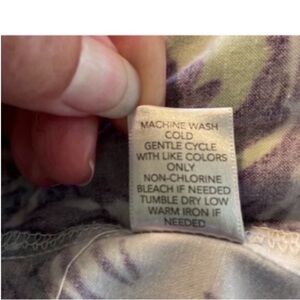 MACHINE WASH
COLD
GENTLE CYCLE
WITH LIKE COLORS
ONLY
NON-CHLORINE
BLEACH IF NEEDED
TUMBLE DRY LOW
WARM IRON IF
NEEDED